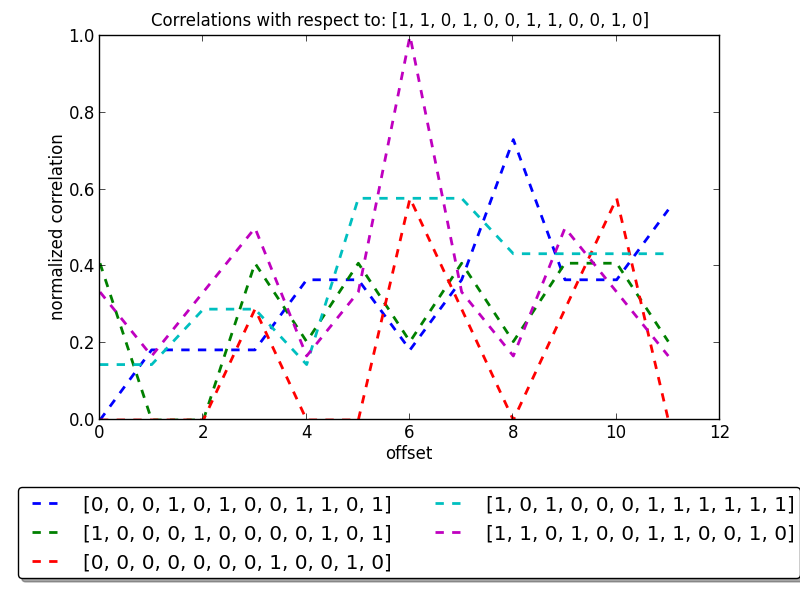 Correlations with respect to: [1, 1, 0, 1, 0, 0, 1, 1, 0, 0, 1, 0]
1.0
0.8
0.6
0.4
0.2
0.0
normalized correlation
0 2 4 6 8 10 12
offset
[0, 0, 0, 1, 0, 1, 0, 0, 1, 1, 0, 1]
[1, 0, 0, 0, 1, 0, 0, 0, 0, 1, 0, 1]
[0, 0, 0, 0, 0, 0, 0, 1, 0, 0, 1, 0]
[1, 0, 1, 0, 0, 0, 1, 1, 1, 1, 1, 1]
[1, 1, 0, 1, 0, 0, 1, 1, 0, 0, 1, 0]